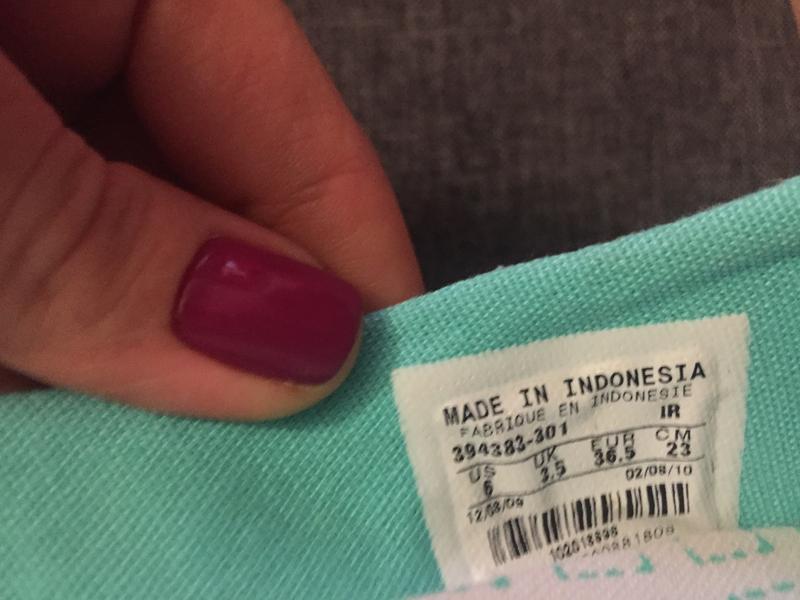 MADE IN INDONESIA
FABRIQUE EN INDONESIE
394383-301 IR
US UK EUR CM
6 3.5 36.5 23
12/08/09 02/08/10
102018898